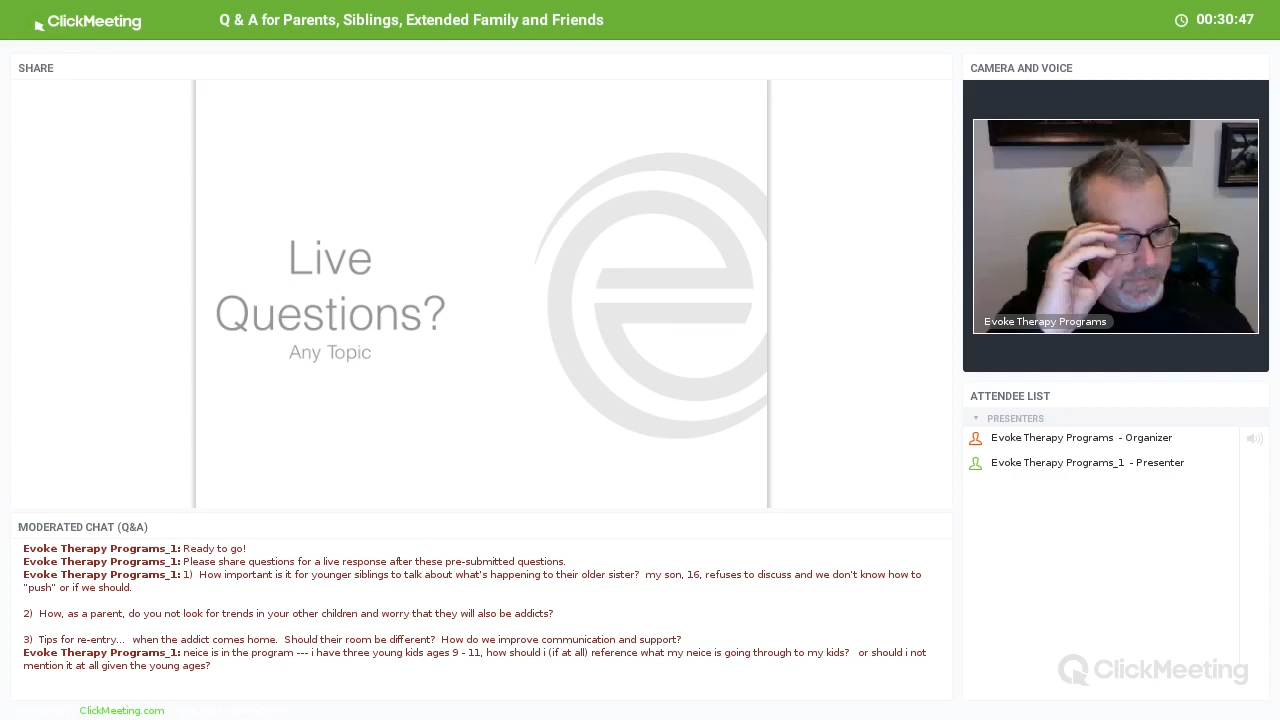 ClickMeeting
Q & A for Parents, Siblings, Extended Family and Friends
00:30:47
SHARE
Live
Questions?
Any Topic
CAMERA AND VOICE
Evoke Therapy Programs
ATTENDEE LIST
PRESENTERS
Evoke Therapy Programs - Organizer
Evoke Therapy Programs_1 - Presenter
MODERATED CHAT (Q&A)
Evoke Therapy Programs_1: Ready to go!
Evoke Therapy Programs_1: Please share questions for a live response after these pre-submitted questions.
Evoke Therapy Programs_1: 1) How important is it for younger siblings to talk about what's happening to their older sister? my son, 16, refuses to discuss and we don't know how to
"push" or if we should.
2) How, as a parent, do you not look for trends in your other children and worry that they will also be addicts?
3) Tips for re-entry... when the addict comes home. Should their room be different? How do we improve communication and support?
Evoke Therapy Programs_1: neice is in the program --- i have three young kids ages 9 - 11, how should i (if at all) reference what my neice is going through to my kids? or should i not
mention it at all given the young ages?
ClickMeeting
ClickMeeting.com